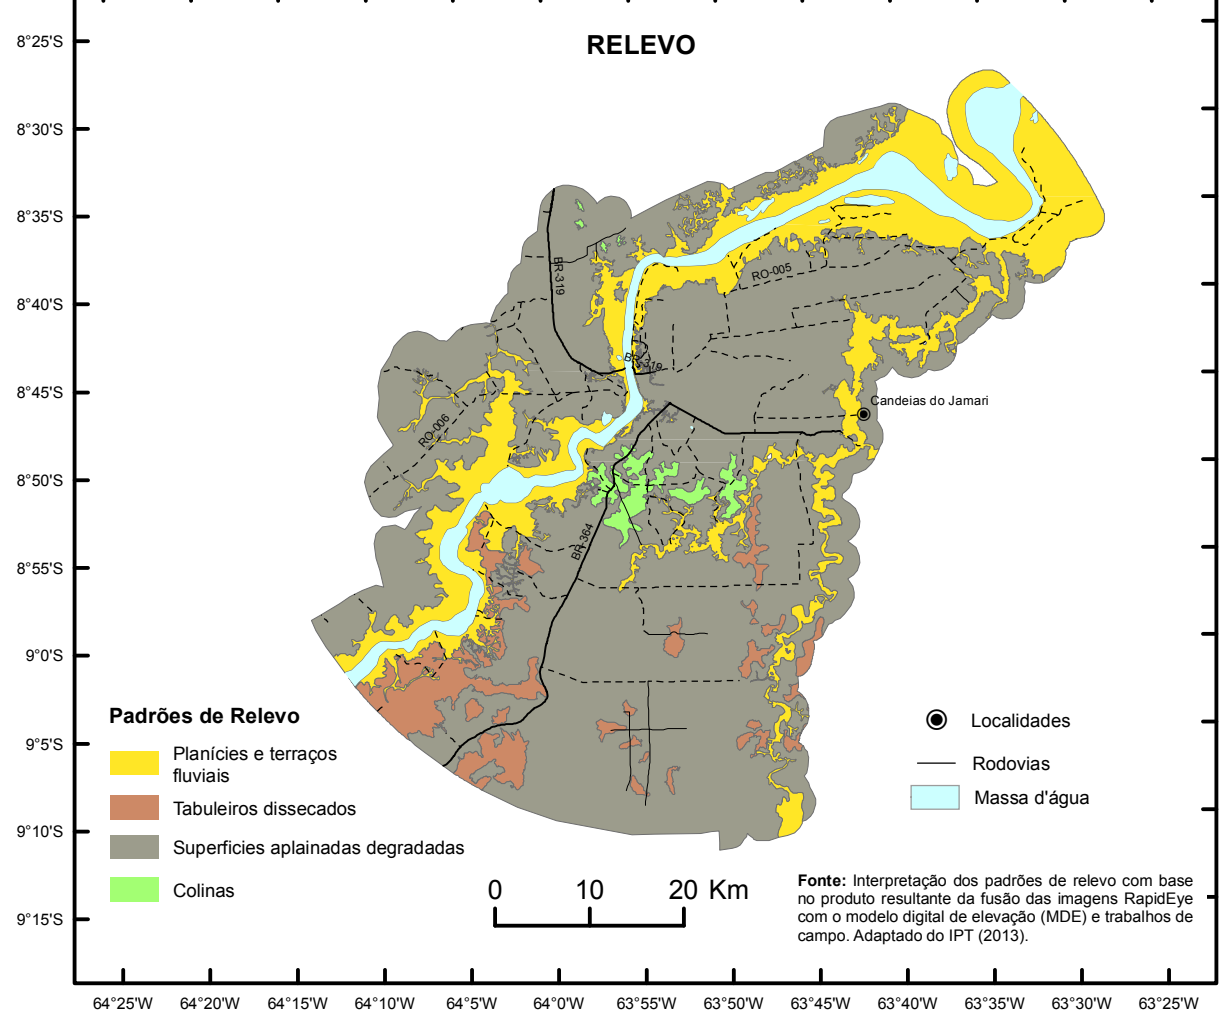 RELEVO
8°25'S
8°30'S
8°35'S
8°40'S
8°45'S
8°50'S
8°55'S
9°0'S
9°5'S
9°10'S
9°15'S
BR-319
RO-005
BR-319
Candeias do Jamari
RO-006
BR-364
Padrões de Relevo
Planícies e terraços
fluviais
Tabuleiros dissecados
Superficies aplainadas degradadas
Colinas
Localidades
Rodovias
Massa d'água
0 10 20 Km
Fonte: Interpretação dos padrões de relevo com base
no produto resultante da fusão das imagens RapidEye
com o modelo digital de elevação (MDE) e trabalhos de
campo. Adaptado do IPT (2013).
64°25'W 64°20'W 64°15'W 64°10'W 64°5'W 64°0'W 63°55'W 63°50'W 63°45'W 63°40'W 63°35'W 63°30'W 63°25'W